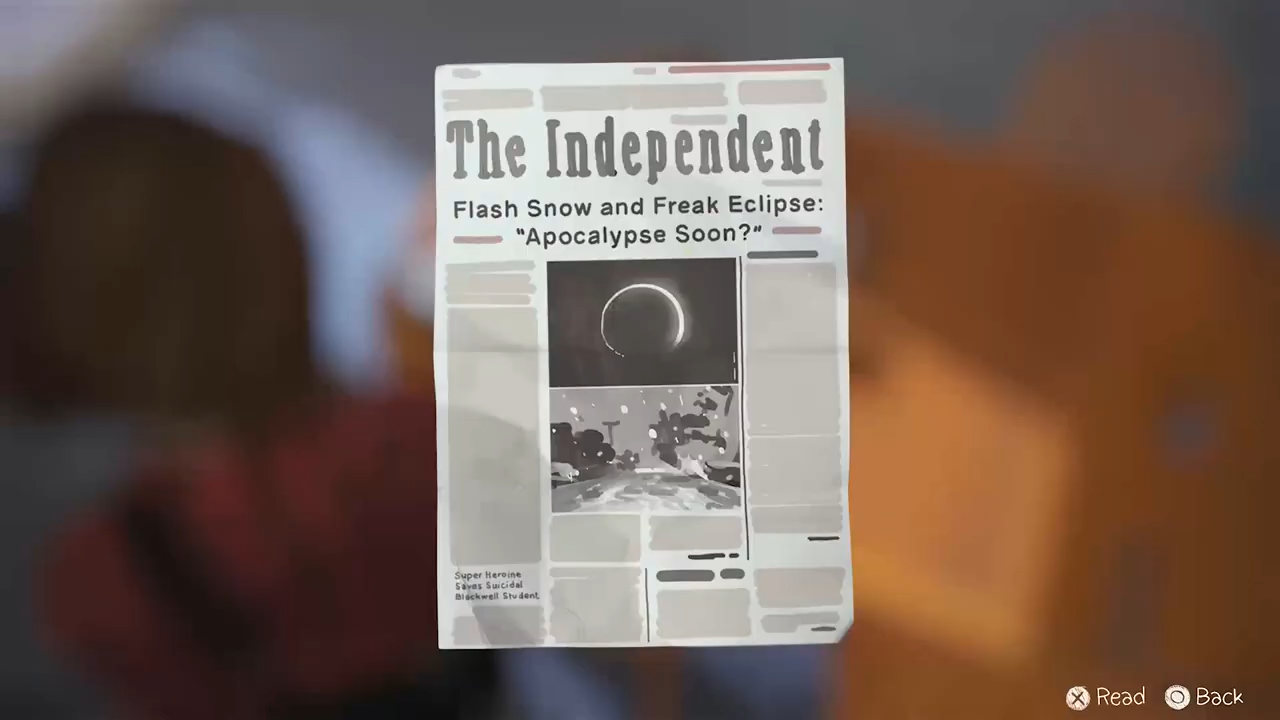 The Independent
Flash Snow and Freak Eclipse:
"Apocalypse Soon?"
Super Heroine
Saves Suicidal
Blackwell Student
Read
Back